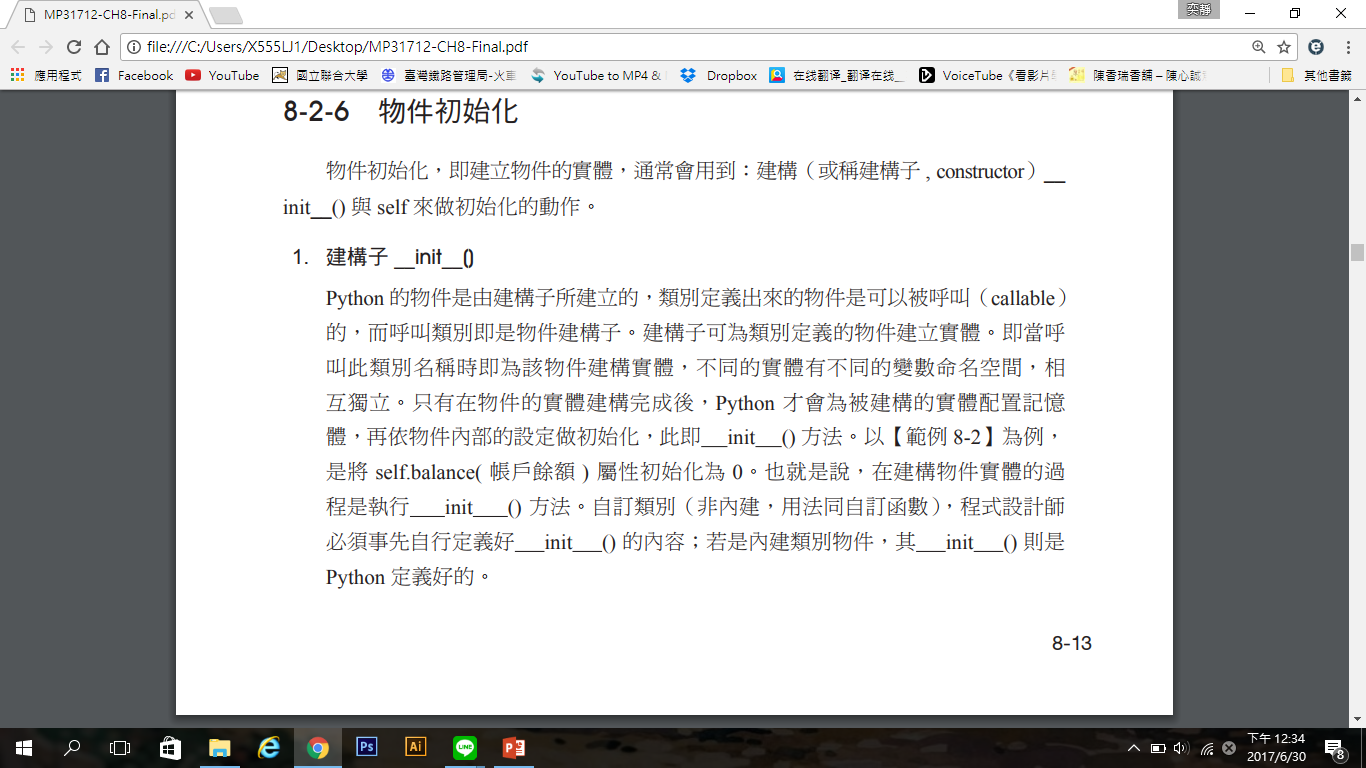 MP31712-CH8-Final.pd
奕靜
file:///C:/Users/X555LJ1/Desktop/MP31712-CH8-Final.pdf
應用程式 Facebook YouTube 國立聯合大學 臺灣鐵路管理局-火車 YouTube to MP4 & Dropbox 在线翻译_翻译在线_ VoiceTube《看影片 陳香瑞香舖 – 陳心誠 其他書籤
8-2-6 物件初始化
物件初始化，即建立物件的實體，通常會用到：建構（或稱建構子 , constructor）__
init__() 與 self 來做初始化的動作。
1. 建構子 __init__()
Python 的物件是由建構子所建立的，類別定義出來的物件是可以被呼叫（callable）
的，而呼叫類別即是物件建構子。建構子可為類別定義的物件建立實體。即當呼
叫此類別名稱時即為該物件建構實體，不同的實體有不同的變數命名空間，相
互獨立。只有在物件的實體建構完成後，Python 才會為被建構的實體配置記憶
體，再依物件內部的設定做初始化，此即__init__() 方法。以【範例 8-2】為例，
是將 self.balance( 帳戶餘額 ) 屬性初始化為 0。也就是說，在建構物件實體的過
程是執行___init___() 方法。自訂類別（非內建，用法同自訂函數），程式設計師
必須事先自行定義好___init___() 的內容；若是內建類別物件，其___init___() 則是
Python 定義好的。
8-13
Ps Ai LINE
下午 12:34
2017/6/30
8